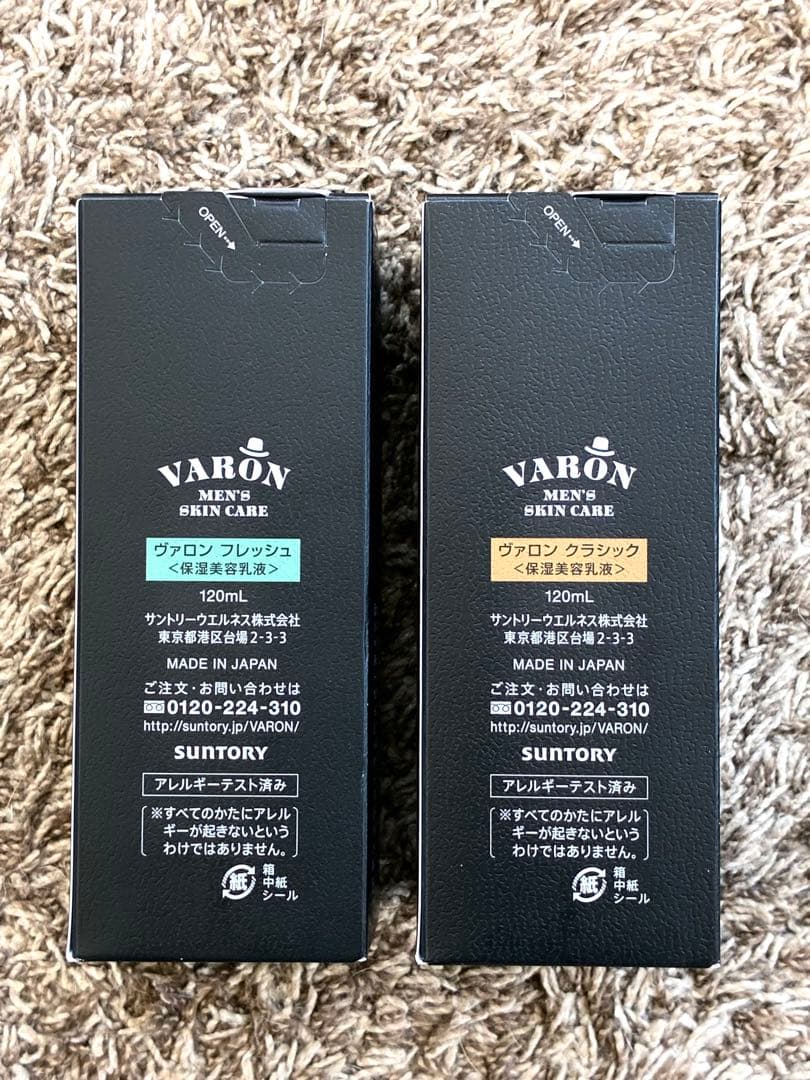 OPEN
VARON
MEN'S
SKIN CARE
ヴァロン フレッシュ
<保湿美容乳液>
120mL
サントリーウエルネス株式会社
東京都港区台場2-3-3
MADE IN JAPAN
ご注文・お問い合わせは
0120-224-310
http://suntory.jp/VARON/
SUNTORY
アレルギーテスト済み
※すべてのかたにアレル
ギーが起きないという
わけではありません。
紙
箱
中紙
シール
OPEN
VARON
MEN'S
SKIN CARE
ヴァロン クラシック
<保湿美容乳液>
120mL
サントリーウエルネス株式会社
東京都港区台場2-3-3
MADE IN JAPAN
ご注文・お問い合わせは
0120-224-310
http://suntory.jp/VARON/
SUNTORY
アレルギーテスト済み
※すべてのかたにアレル
ギーが起きないという
わけではありません。
紙
箱
中紙
シール